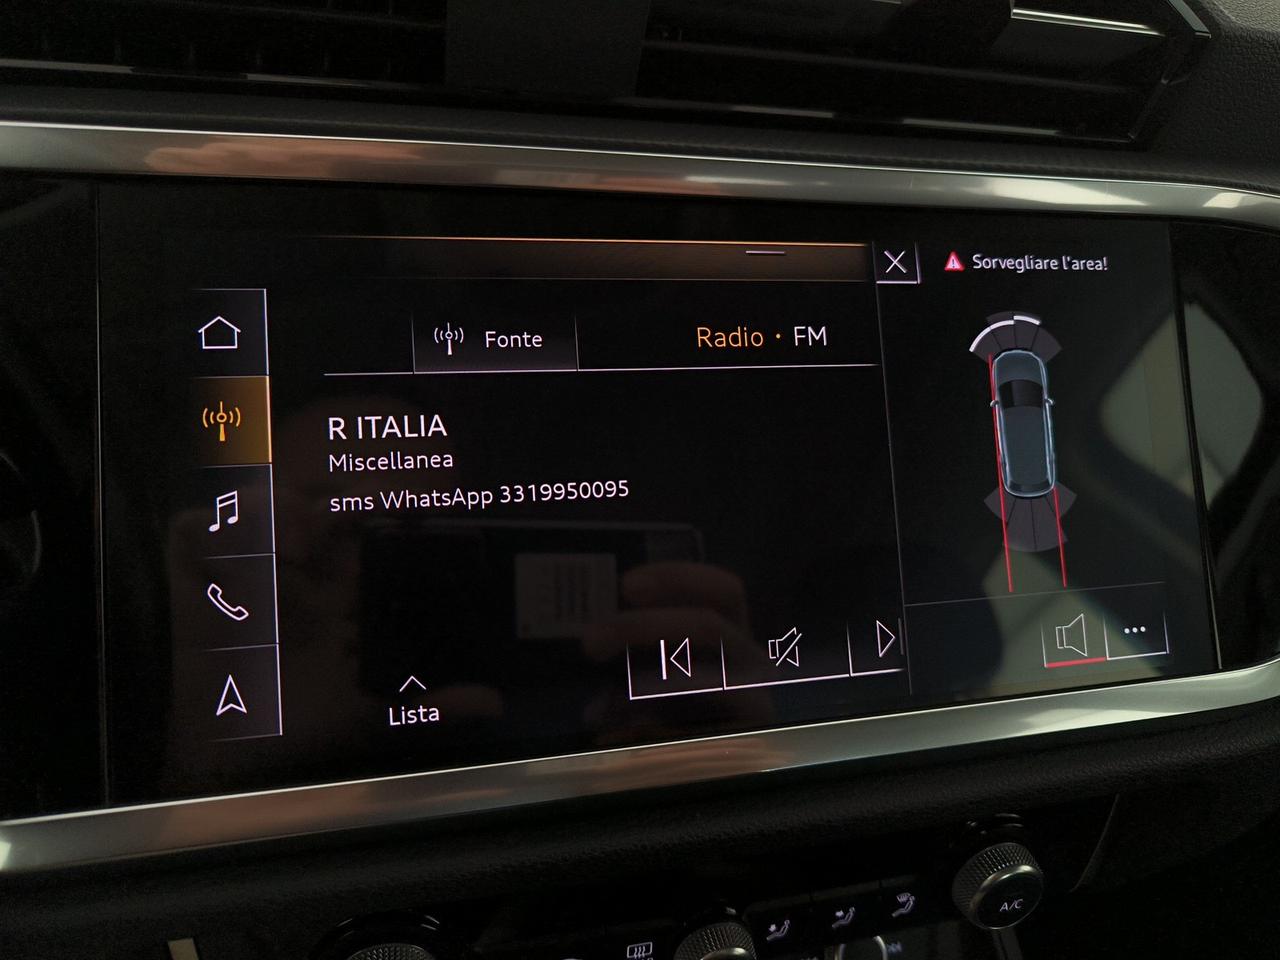 Sorvegliare l'area!
Fonte
Radio • FM
R ITALIA
Miscellanea
sms WhatsApp 3319950095
Lista
A/C